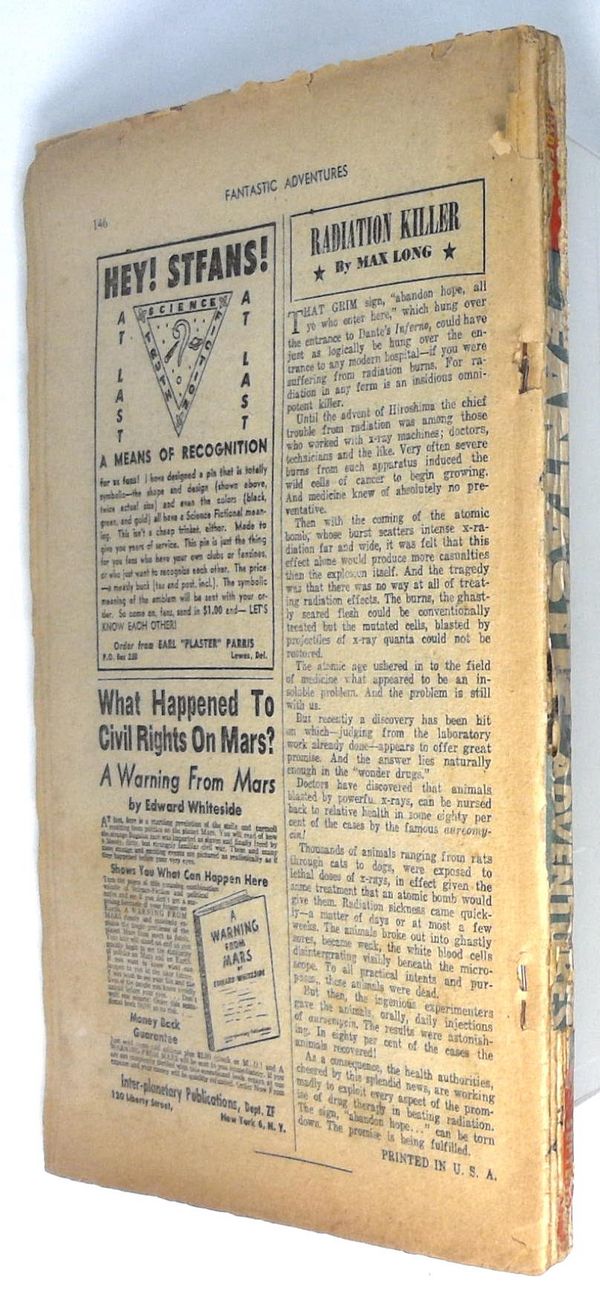 146
FANTASTIC ADVENTURES
HEY! STFANS!
AT LAST
SCIENCE
FICTION
AT LAST
A MEANS OF RECOGNITION
for us fans! I have designed a pin that is totally
symbolic—the shape and design (shown above,
twice actual size) and even the colors (black,
green, and gold) all have a Science Fictional mean-
ing. This isn't a cheap trinket, either. Made to
give you years of service. This pin is just the thing
for you fans who have your own clubs or fanzines,
or who just want to recognize each other. The price
—a measly buck (tax and post. incl.). The symbolic
meaning of the emblem will be sent with your or-
der. So come on, fans, send in $1.00 and— LET'S
KNOW EACH OTHER!
Order from EARL "PLASTER" PARRIS
P.O. Box
Lewes, Del.
What Happened To
Civil Rights On Mars?
A Warning From Mars
by Edward Whiteside
Shows You What Can Happen Here
A
WARNING
FROM
MARS
BY
EDWARD WHITESIDE
Money Back
Guarantee
Inter-planetary Publications, Dept. ZF
120 Liberty Street,
New York 6, N. Y.
RADIATION KILLER
★ By MAX LONG ★
THAT GRIM sign, "abandon hope, all
ye who enter here," which hung over
the entrance to Dante's Inferno, could have
just as logically be hung over the en-
trance to any modern hospital—if you were
suffering from radiation burns. For ra-
diation in any form is an insidious omni-
potent killer.
Until the advent of Hiroshima the chief
trouble from radiation was among those
who worked with x-ray machines; doctors,
technicians and the like. Very often severe
burns from such apparatus induced the
wild cells of cancer to begin growing.
And medicine knew of absolutely no pre-
ventative.
Then with the coming of the atomic
bomb, whose burst scatters intense x-ra-
diation far and wide, it was felt that this
effect alone would produce more casualties
than the explosion itself. And the tragedy
was that there was no way at all of treat-
ing radiation effects. The burns, the ghast-
ly seared flesh could be conventionally
treated but the mutated cells, blasted by
projectiles of x-ray quanta could not be
restored.
The atomic age ushered in to the field
of medicine what appeared to be an in-
soluble problem. And the problem is still
with us.
But recently a discovery has been hit
on which—judging from the laboratory
work already done—appears to offer great
promise. And the answer lies naturally
enough in the "wonder drugs."
Doctors have discovered that animals
blasted by powerful x-rays, can be nursed
back to relative health in some eighty per
cent of the cases by the famous aureomy-
cin!
Thousands of animals ranging from rats
through cats to dogs, were exposed to
lethal doses of x-rays, in effect given the
same treatment that an atomic bomb would
give them. Radiation sickness came quick-
ly—a matter of days or at most a few
weeks. The animals broke out into ghastly
sores, became weak, the white blood cells
disintegrating visibly beneath the micro-
scope. To all practical intents and pur-
poses, these animals were dead.
But then, the ingenious experimenters
gave the animals, orally, daily injections
of aureomycin. The results were astonish-
ing. In eighty per cent of the cases the
animals recovered!
As a consequence, the health authorities,
cheered by this splendid news, are working
madly to exploit every aspect of the prom-
ise of drug therapy in beating radiation.
The sign, "abandon hope..." can be torn
down. The promise is being fulfilled.
PRINTED IN U. S. A.